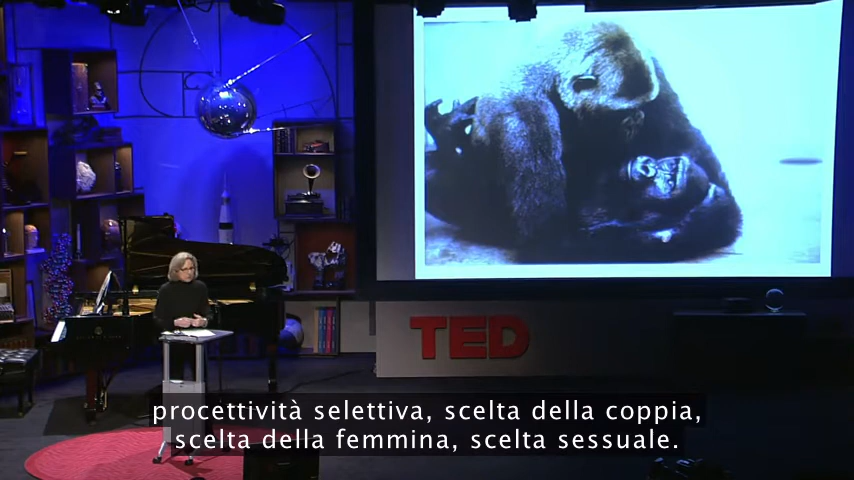 TED
procettività selettiva, scelta della coppia,
scelta della femmina, scelta sessuale.